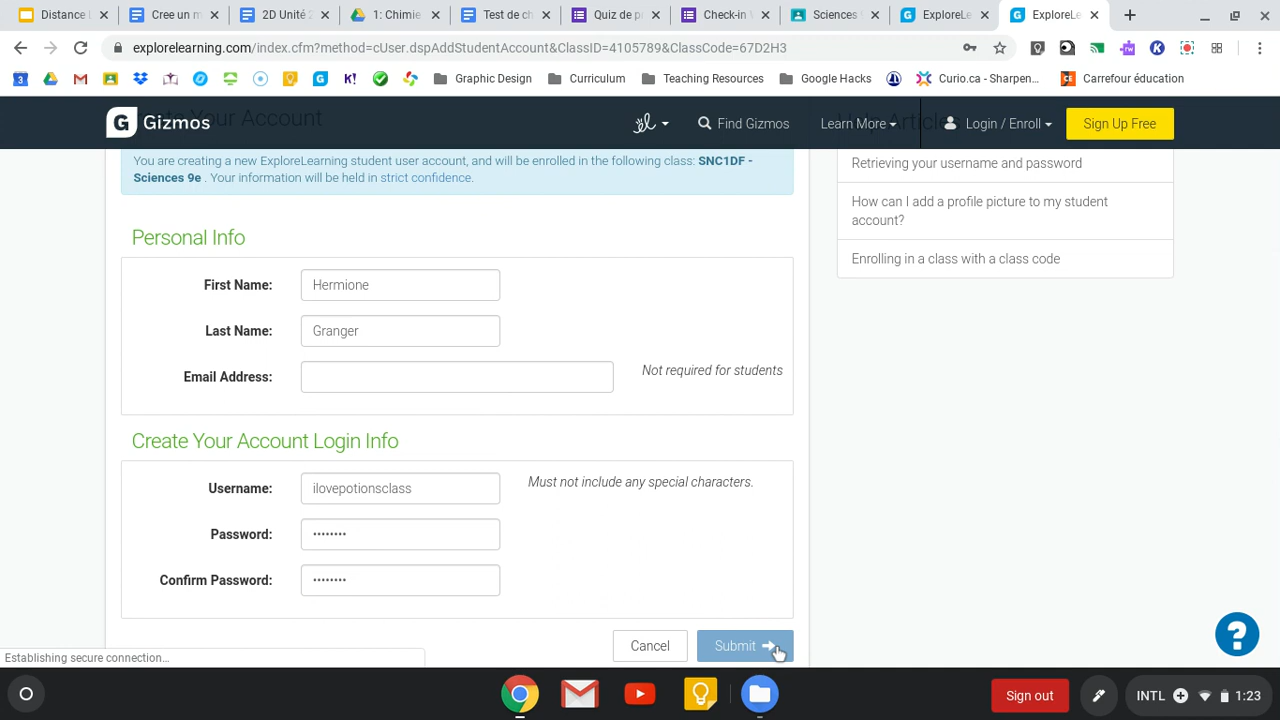 Distance L
Cree un m
2D Unité 2
1: Chimie
Test de ch
Quiz de p
Check-in V
Sciences
ExploreLe
ExploreLe
explorelearning.com/index.cfm?method=cUser.dspAddStudentAccount&ClassID=4105789&ClassCode=67D2H3
Graphic Design
Curriculum
Teaching Resources
Google Hacks
Curio.ca - Sharpen...
Carrefour éducation
G Gizmos
Find Gizmos
Learn More
Login / Enroll
Sign Up Free
Your Account
Articles
You are creating a new ExploreLearning student user account, and will be enrolled in the following class: SNC1DF -
Sciences 9e . Your information will be held in strict confidence.
Personal Info
First Name: Hermione
Last Name: Granger
Email Address: Not required for students
Create Your Account Login Info
Username: ilovepotionsclass Must not include any special characters.
Password: ••••••••
Confirm Password: ••••••••
Cancel
Submit
Retrieving your username and password
How can I add a profile picture to my student
account?
Enrolling in a class with a class code
?
Establishing secure connection...
Sign out
INTL
1:23